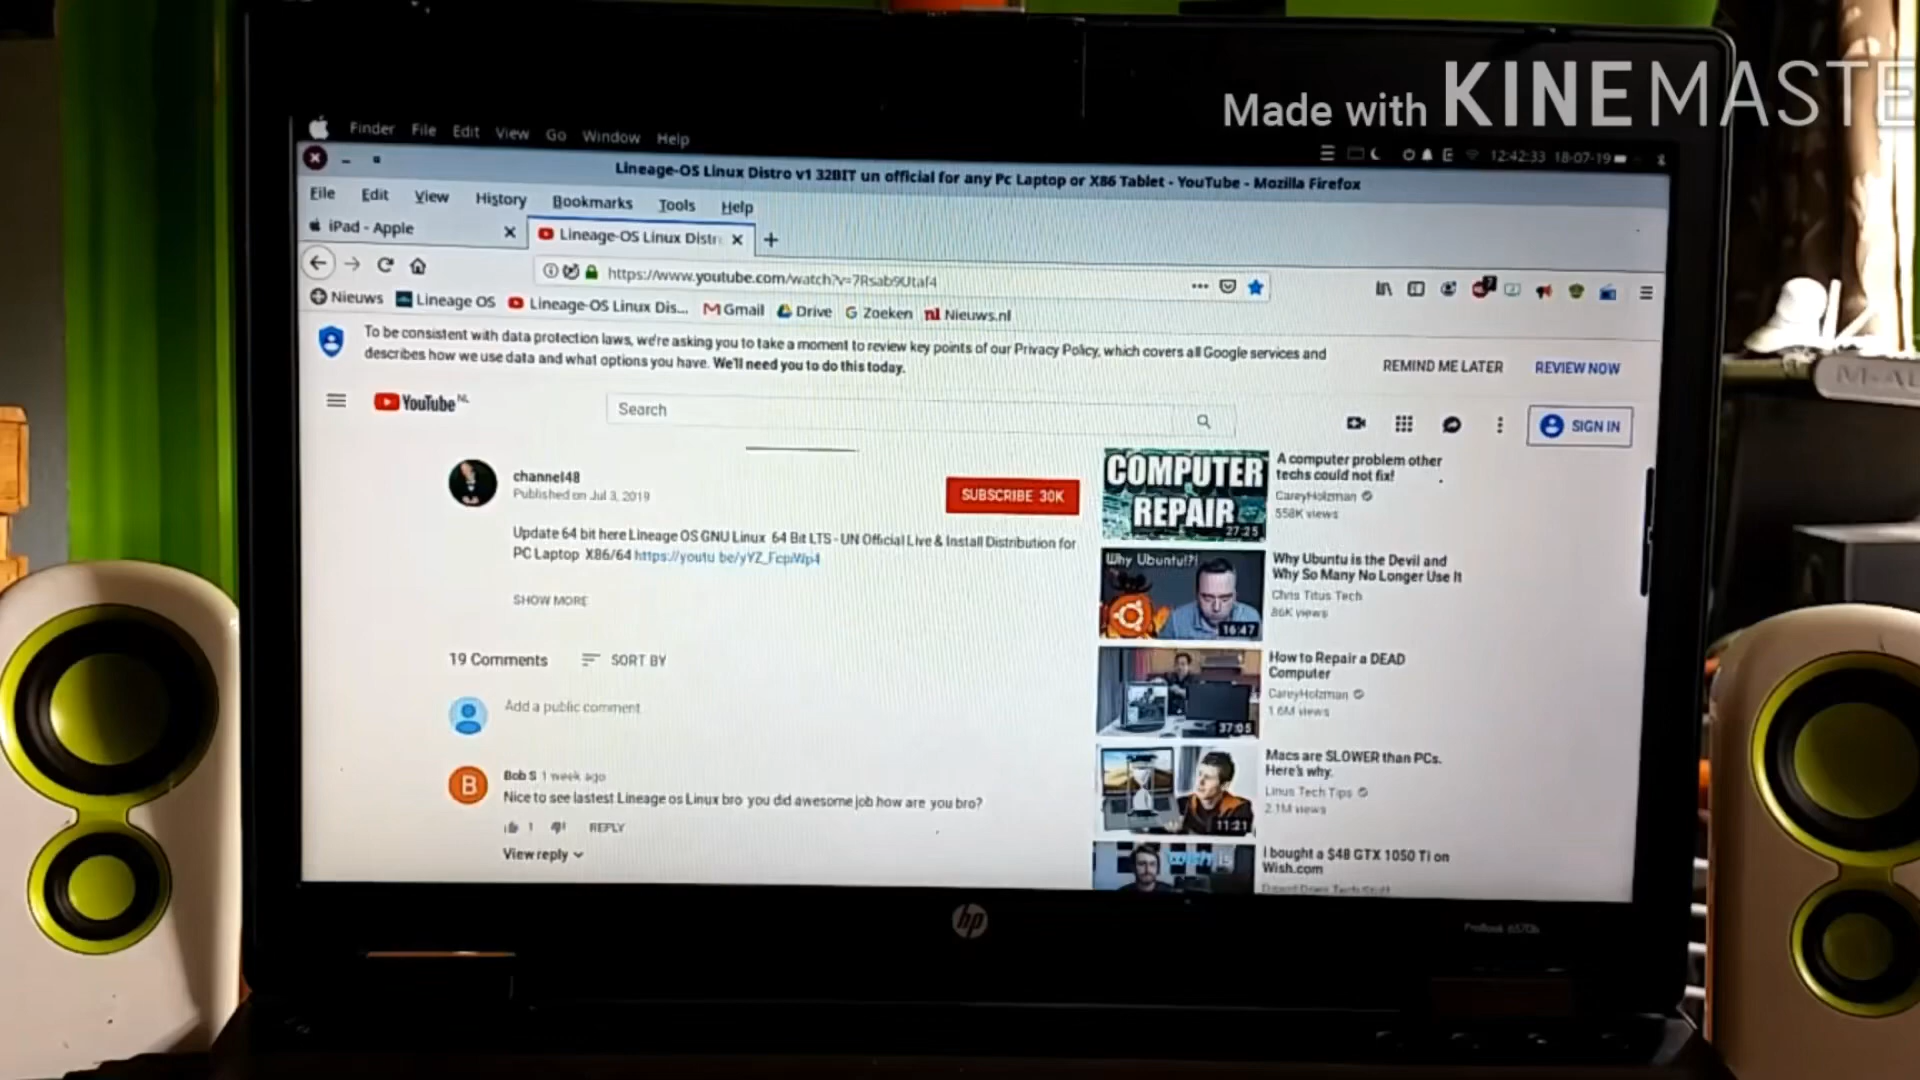 Made with KINEMASTE
Finder File Edit View Go Window Help
12:42:33 18-07-19
Lineage-OS Linux Distro v1 32BIT un official for any Pc Laptop or X86 Tablet - YouTube - Mozilla Firefox
File Edit View History Bookmarks Tools Help
iPad - Apple
Lineage-OS Linux Distr
https://www.youtube.com/watch?v=7Rsab9Utaf4
Nieuws Lineage OS Lineage-OS Linux Dis... Gmail Drive Zoeken Nieuws.nl
To be consistent with data protection laws, we're asking you to take a moment to review key points of our Privacy Policy, which covers all Google services and
describes how we use data and what options you have. We'll need you to do this today.
REMIND ME LATER
REVIEW NOW
YouTube NL
Search
SIGN IN
channel48
Published on Jul 3, 2019
SUBSCRIBE 30K
Update 64 bit here Lineage OS GNU Linux 64 Bit LTS - UN Official Live & Install Distribution for
PC Laptop X86/64 https://youtu be/yYZ_FcpiWp4
SHOW MORE
19 Comments
SORT BY
Add a public comment
B
Bob S 1 week ago
Nice to see lastest Lineage os Linux bro you did awesome job how are you bro?
1 REPLY
View reply
COMPUTER
REPAIR
27:25
A computer problem other
techs could not fix!
CareyHolzman
558K views
Why Ubuntu!?!
16:47
Why Ubuntu is the Devil and
Why So Many No Longer Use It
Chris Titus Tech
86K views
37:05
How to Repair a DEAD
Computer
CareyHolzman
1.6M views
11:21
Macs are SLOWER than PCs.
Here's why.
Linus Tech Tips
2.1M views
I bought a $48 GTX 1050 Ti on
Wish.com
hp
ProBook 6570b